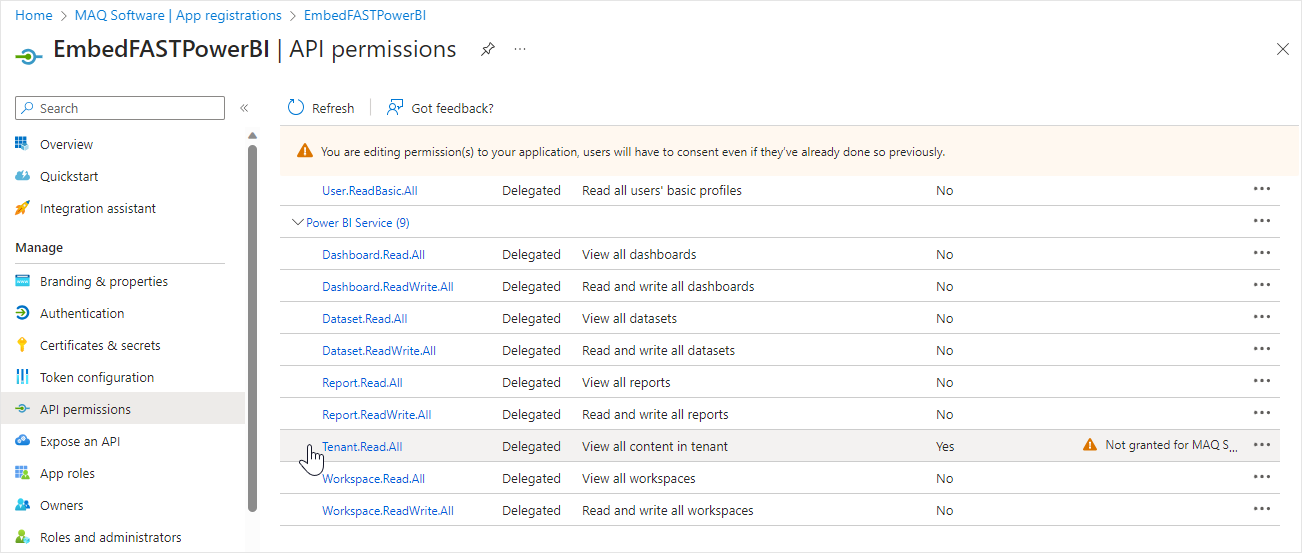 Home > MAQ Software | App registrations > EmbedFASTPowerBI
EmbedFASTPowerBI | API permissions ...
Search «
Refresh | Got feedback?
Overview
Quickstart
Integration assistant
Manage
Branding & properties
Authentication
Certificates & secrets
Token configuration
API permissions
Expose an API
App roles
Owners
Roles and administrators
You are editing permission(s) to your application, users will have to consent even if they've already done so previously.
User.ReadBasic.All Delegated Read all users' basic profiles No ...
Power BI Service (9) ...
Dashboard.Read.All Delegated View all dashboards No ...
Dashboard.ReadWrite.All Delegated Read and write all dashboards No ...
Dataset.Read.All Delegated View all datasets No ...
Dataset.ReadWrite.All Delegated Read and write all datasets No ...
Report.Read.All Delegated View all reports No ...
Report.ReadWrite.All Delegated Read and write all reports No ...
Tenant.Read.All Delegated View all content in tenant Yes Not granted for MAQ S... ...
Workspace.Read.All Delegated View all workspaces No ...
Workspace.ReadWrite.All Delegated Read and write all workspaces No ...